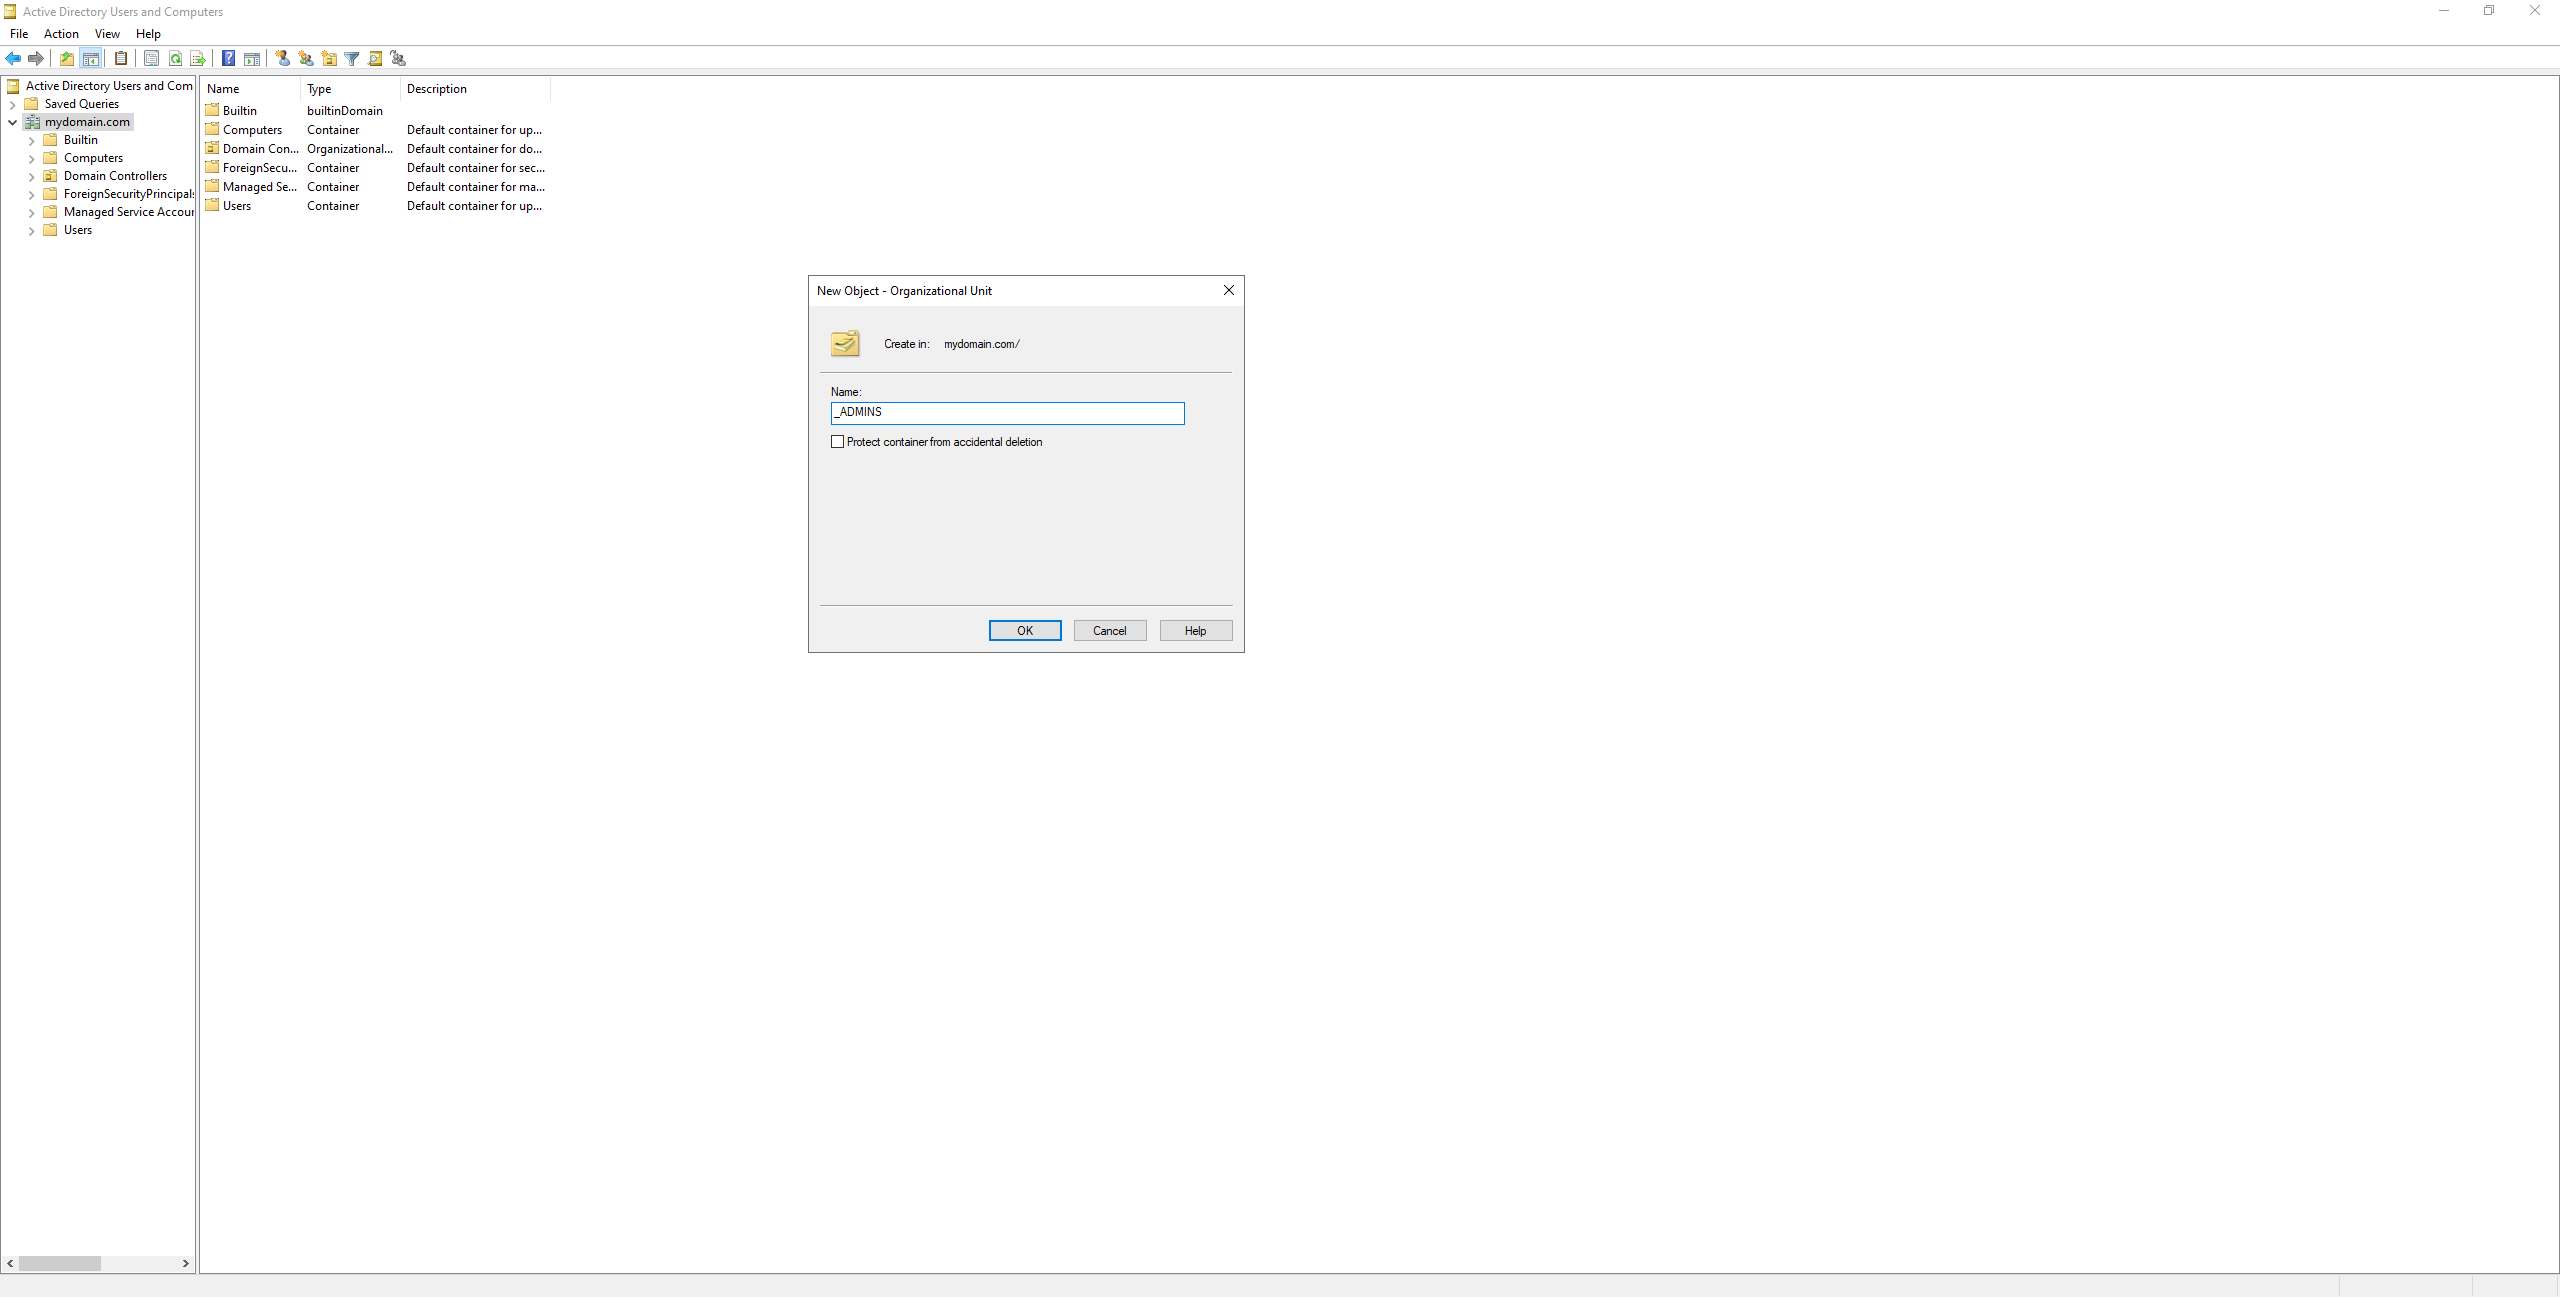 Active Directory Users and Computers
File Action View Help
Active Directory Users and Com
Saved Queries
mydomain.com
Builtin
Computers
Domain Controllers
ForeignSecurityPrincipals
Managed Service Accour
Users
Name Type Description
Builtin builtinDomain
Computers Container Default container for up...
Domain Con... Organizational... Default container for do...
ForeignSecu... Container Default container for sec...
Managed Se... Container Default container for ma...
Users Container Default container for up...
New Object - Organizational Unit
Create in: mydomain.com/
Name:
_ADMINS
Protect container from accidental deletion
OK Cancel Help